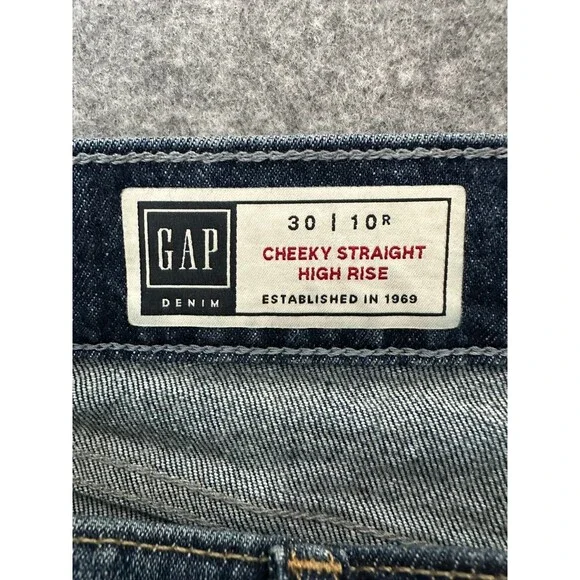 GAP
DENIM
30 | 10R
CHEEKY STRAIGHT
HIGH RISE
ESTABLISHED IN 1969